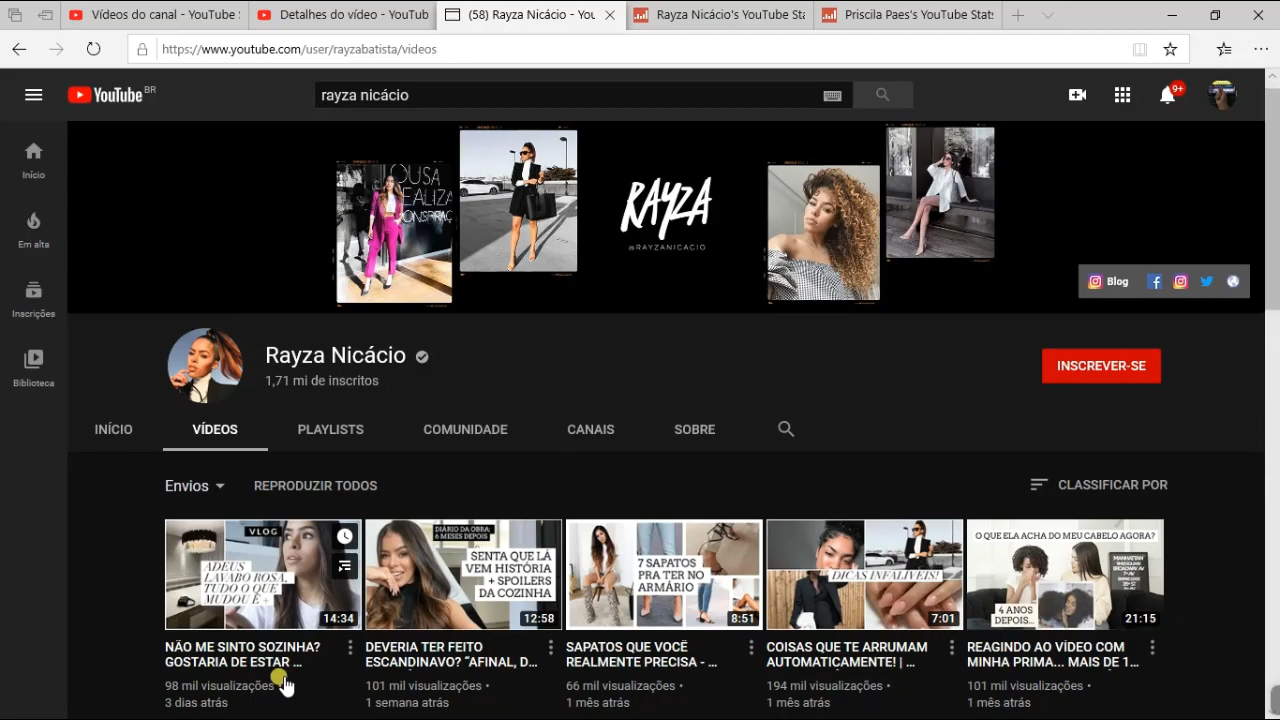 Vídeos do canal - YouTube S
Detalhes do vídeo - YouTub
(58) Rayza Nicácio - You
Rayza Nicácio's YouTube Sta
Priscila Paes's YouTube Stats
https://www.youtube.com/user/rayzabatista/videos
YouTube BR
rayza nicácio
9+
Início
Em alta
Inscrições
Biblioteca
RAYZA
@RAYZANICACIO
Blog
Rayza Nicácio
1,71 mi de inscritos
INSCREVER-SE
INÍCIO
VÍDEOS
PLAYLISTS
COMUNIDADE
CANAIS
SOBRE
Envios
REPRODUZIR TODOS
CLASSIFICAR POR
VLOG
ADEUS
LAVABO ROSA,
TUDO O QUE
MUDOU É +
14:34
DIÁRIO DA OBRA:
6 MESES DEPOIS
SENTA QUE LÁ
VEM HISTÓRIA
+ SPOILERS
DA COZINHA
12:58
7 SAPATOS
PRA TER NO
ARMÁRIO
8:51
DICAS INFALÍVEIS!
7:01
O QUE ELA ACHA DO MEU CABELO AGORA?
4 ANOS
DEPOIS...
21:15
NÃO ME SINTO SOZINHA?
GOSTARIA DE ESTAR ...
98 mil visualizações
3 dias atrás
DEVERIA TER FEITO
ESCANDINAVO? “AFINAL, D...
101 mil visualizações •
1 semana atrás
SAPATOS QUE VOCÊ
REALMENTE PRECISA - ...
66 mil visualizações •
1 mês atrás
COISAS QUE TE ARRUMAM
AUTOMATICAMENTE! | ...
194 mil visualizações •
1 mês atrás
REAGINDO AO VÍDEO COM
MINHA PRIMA... MAIS DE 1...
101 mil visualizações •
1 mês atrás